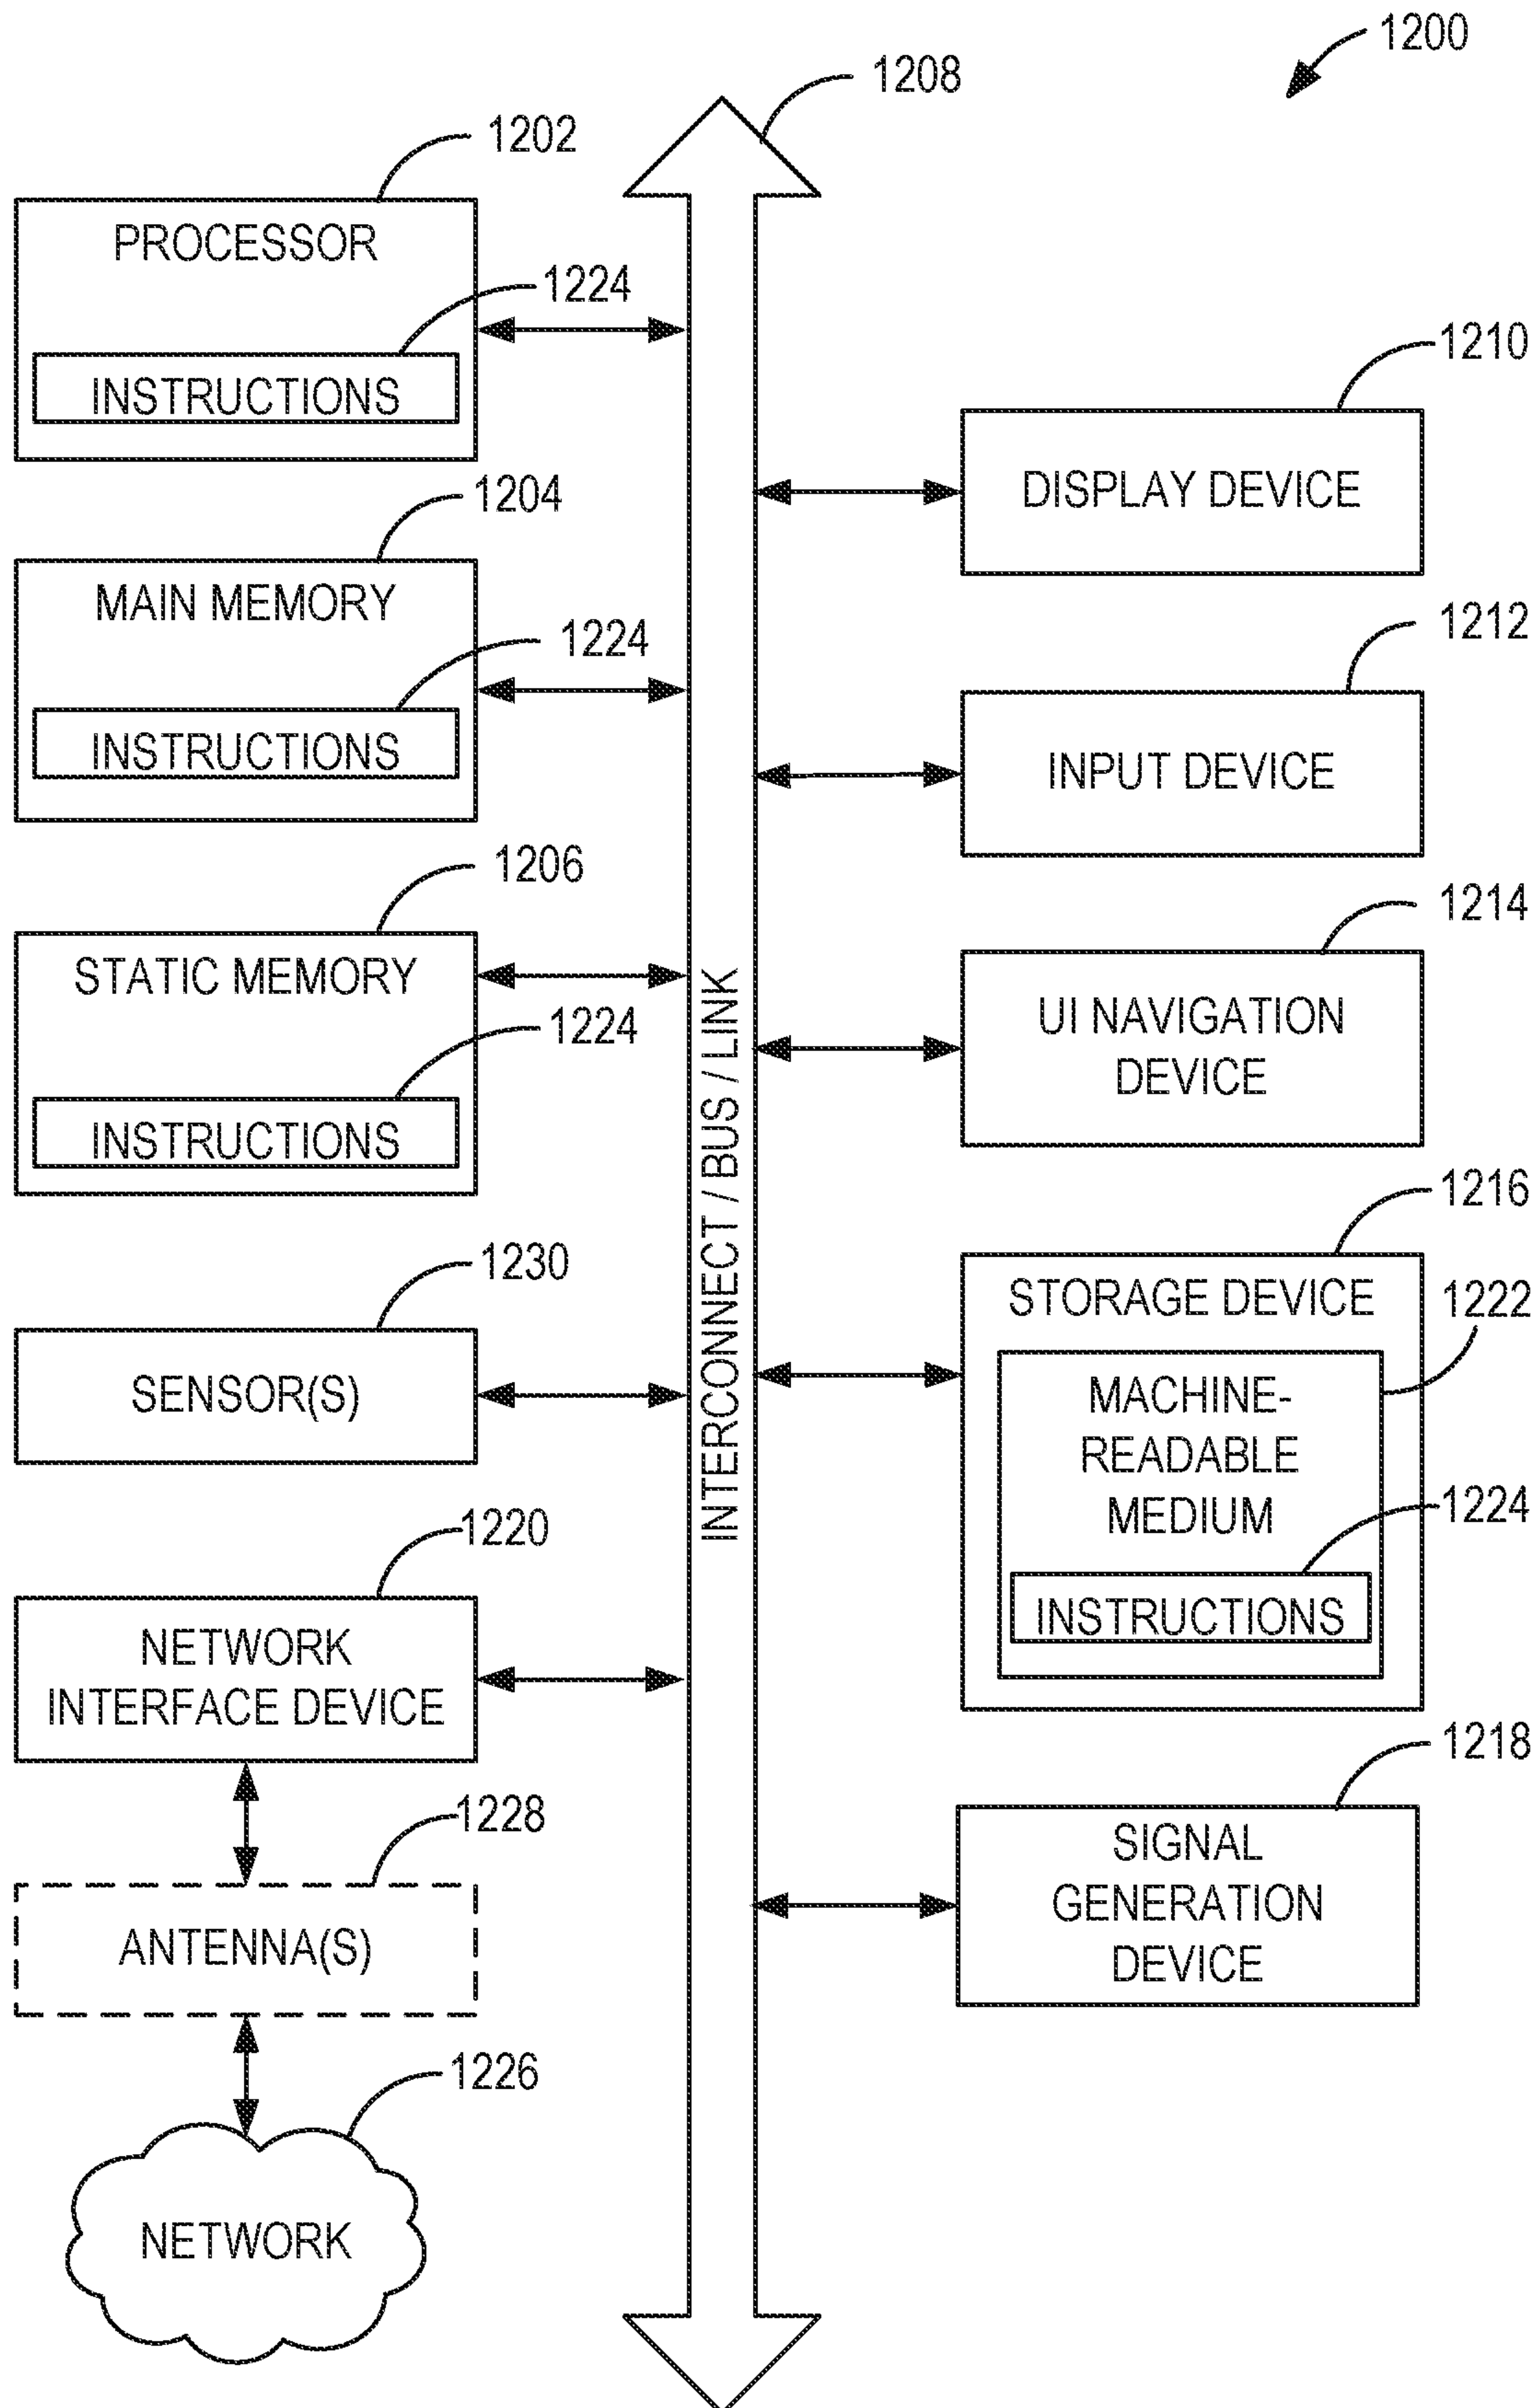 1200
1208
1202
PROCESSOR
1224
INSTRUCTIONS
1204
MAIN MEMORY
1224
INSTRUCTIONS
1206
STATIC MEMORY
1224
INSTRUCTIONS
1230
SENSOR(S)
1220
NETWORK
INTERFACE DEVICE
1228
ANTENNA(S)
1226
NETWORK
INTERCONNECT / BUS / LINK
1210
DISPLAY DEVICE
1212
INPUT DEVICE
1214
UI NAVIGATION
DEVICE
1216
STORAGE DEVICE
1222
MACHINE-
READABLE
MEDIUM
1224
INSTRUCTIONS
1218
SIGNAL
GENERATION
DEVICE